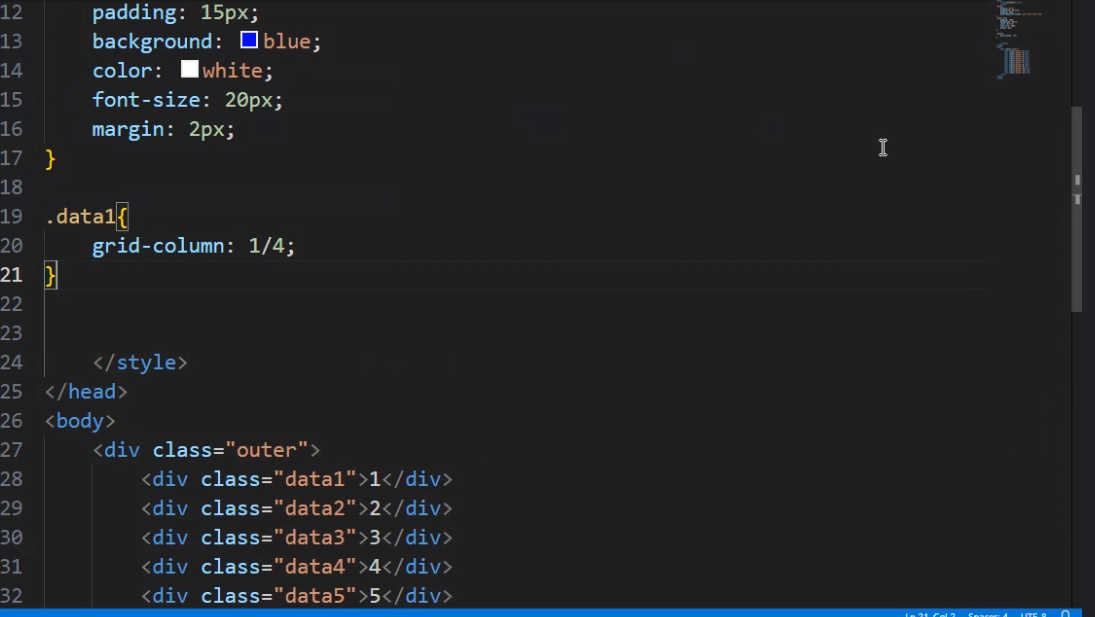 12 padding: 15px;
13 background: blue;
14 color: white;
15 font-size: 20px;
16 margin: 2px;
17 }
18
19 .data1{
20 grid-column: 1/4;
21 }
22
23
24 </style>
25 </head>
26 <body>
27 <div class="outer">
28 <div class="data1">1</div>
29 <div class="data2">2</div>
30 <div class="data3">3</div>
31 <div class="data4">4</div>
32 <div class="data5">5</div>
Ln 21, Col 2 Spaces: 4 UTF-8